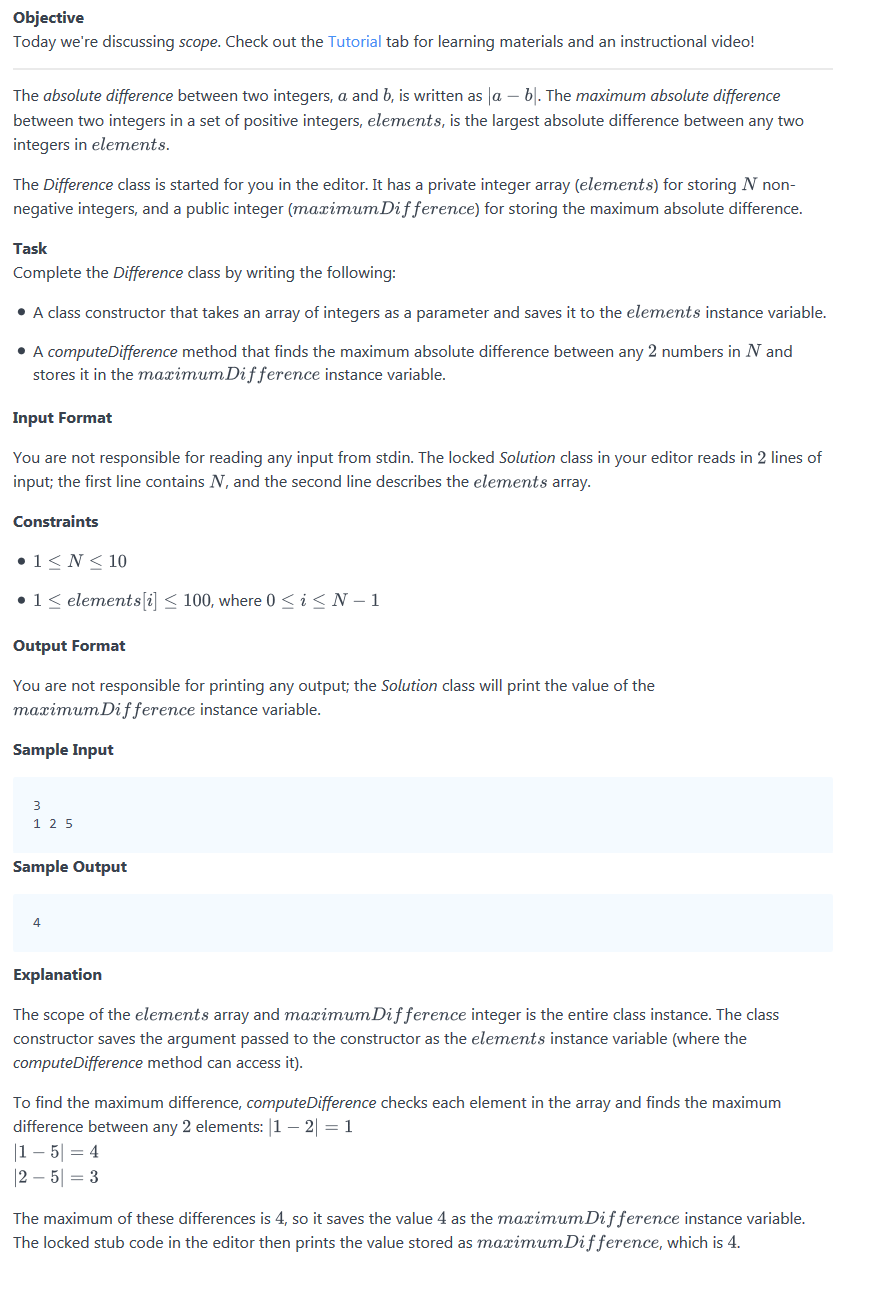 Objective
Today we're discussing scope. Check out the Tutorial tab for learning materials and an instructional video!
The absolute difference between two integers, a and b, is written as |a − b|. The maximum absolute difference
between two integers in a set of positive integers, elements, is the largest absolute difference between any two
integers in elements.
The Difference class is started for you in the editor. It has a private integer array (elements) for storing N non-
negative integers, and a public integer (maximumDifference) for storing the maximum absolute difference.
Task
Complete the Difference class by writing the following:
• A class constructor that takes an array of integers as a parameter and saves it to the elements instance variable.
• A computeDifference method that finds the maximum absolute difference between any 2 numbers in N and
stores it in the maximumDifference instance variable.
Input Format
You are not responsible for reading any input from stdin. The locked Solution class in your editor reads in 2 lines of
input; the first line contains N, and the second line describes the elements array.
Constraints
• 1 ≤ N ≤ 10
• 1 ≤ elements[i] ≤ 100, where 0 ≤ i ≤ N − 1
Output Format
You are not responsible for printing any output; the Solution class will print the value of the
maximumDifference instance variable.
Sample Input
3
1 2 5
Sample Output
4
Explanation
The scope of the elements array and maximumDifference integer is the entire class instance. The class
constructor saves the argument passed to the constructor as the elements instance variable (where the
computeDifference method can access it).
To find the maximum difference, computeDifference checks each element in the array and finds the maximum
difference between any 2 elements: |1 − 2| = 1
|1 − 5| = 4
|2 − 5| = 3
The maximum of these differences is 4, so it saves the value 4 as the maximumDifference instance variable.
The locked stub code in the editor then prints the value stored as maximumDifference, which is 4.